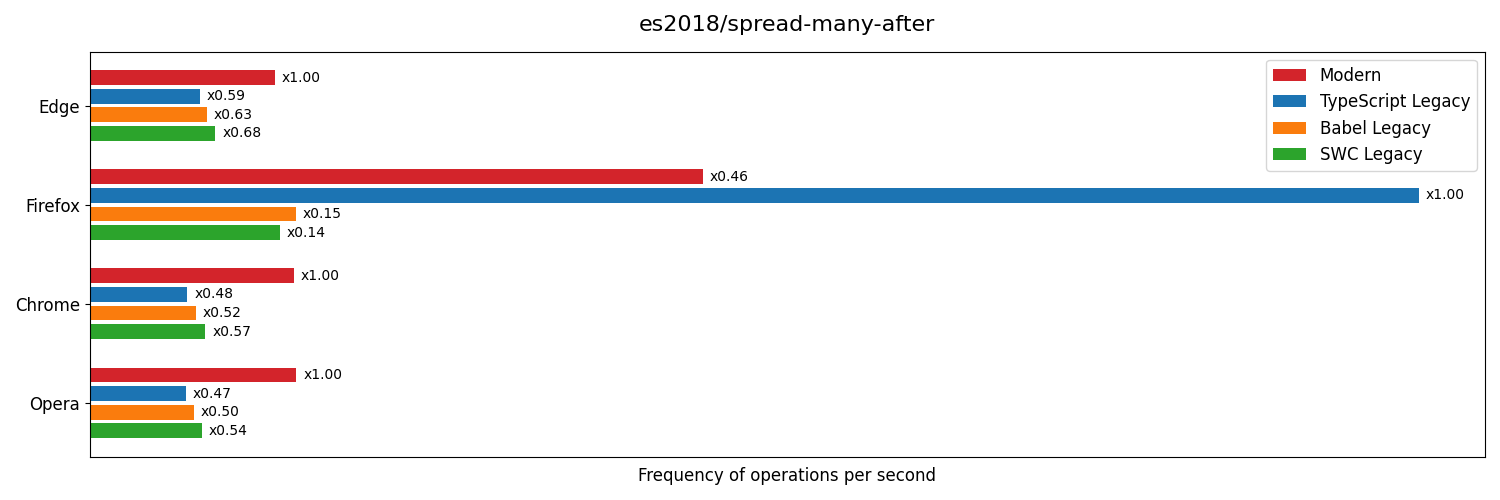 es2018/spread-many-after
Modern
TypeScript Legacy
Babel Legacy
SWC Legacy
Edge
x1.00
x0.59
x0.63
x0.68
Firefox
x0.46
x1.00
x0.15
x0.14
Chrome
x1.00
x0.48
x0.52
x0.57
Opera
x1.00
x0.47
x0.50
x0.54
Frequency of operations per second